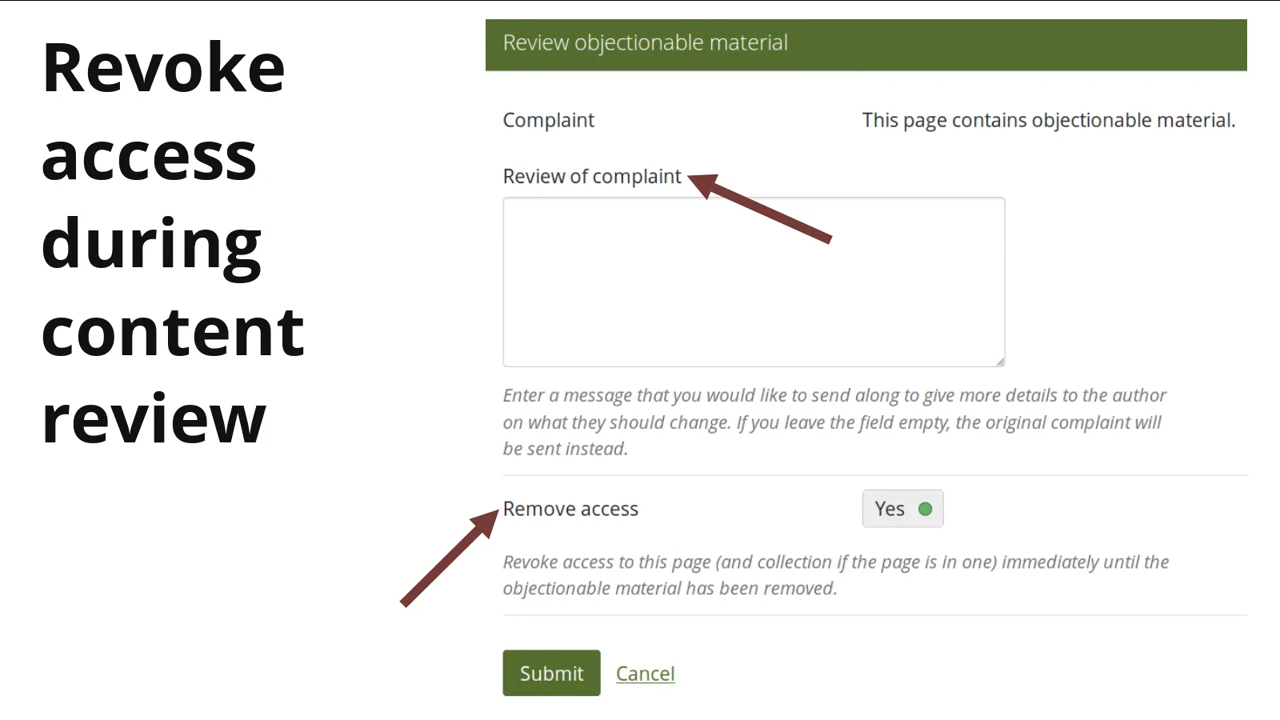 Revoke
access
during
content
review
Review objectionable material
Complaint
This page contains objectionable material.
Review of complaint
Enter a message that you would like to send along to give more details to the author
on what they should change. If you leave the field empty, the original complaint will
be sent instead.
Remove access
Yes
Revoke access to this page (and collection if the page is in one) immediately until the
objectionable material has been removed.
Submit
Cancel